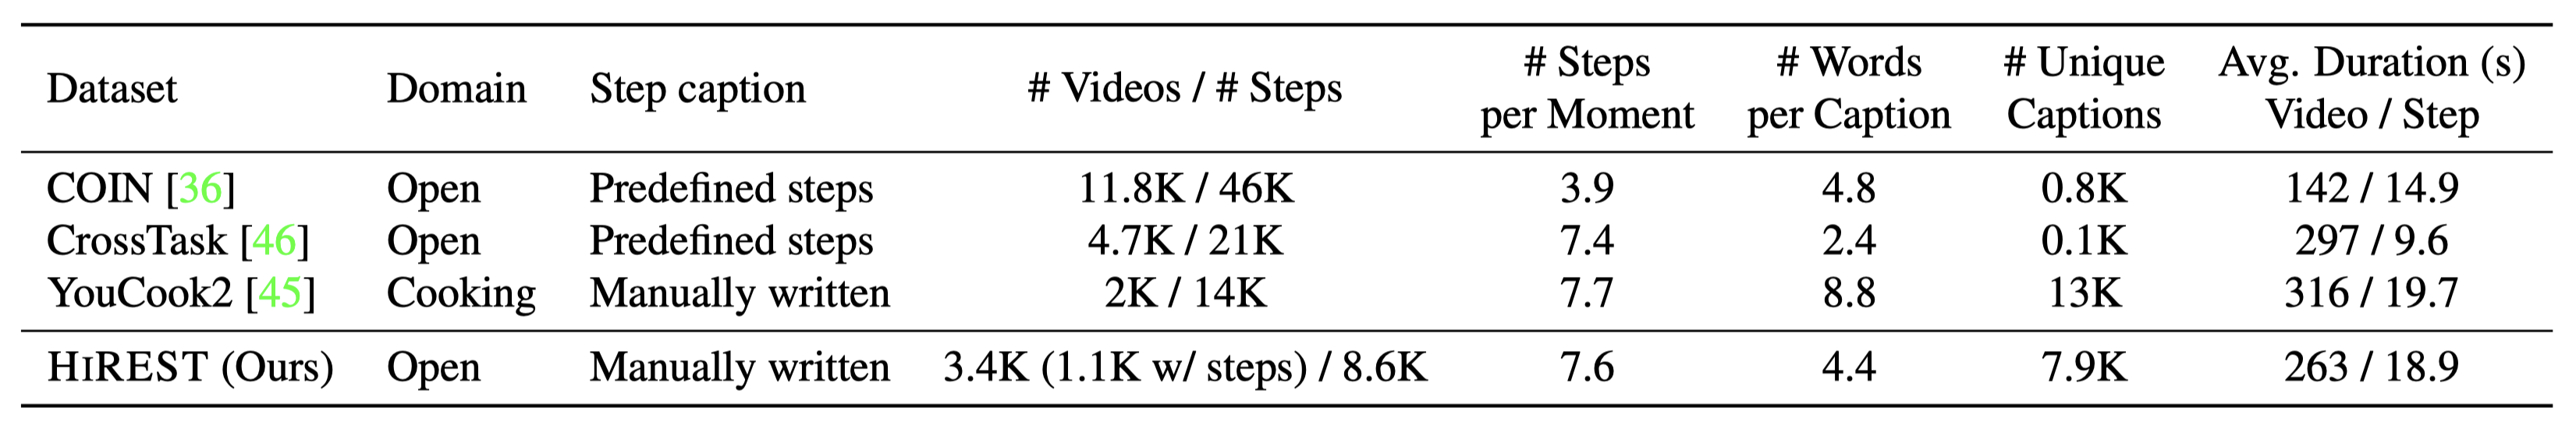 Dataset Domain Step caption # Videos / # Steps # Steps per Moment # Words per Caption # Unique Captions Avg. Duration (s) Video / Step
COIN [36] Open Predefined steps 11.8K / 46K 3.9 4.8 0.8K 142 / 14.9
CrossTask [46] Open Predefined steps 4.7K / 21K 7.4 2.4 0.1K 297 / 9.6
YouCook2 [45] Cooking Manually written 2K / 14K 7.7 8.8 13K 316 / 19.7
HIREST (Ours) Open Manually written 3.4K (1.1K w/ steps) / 8.6K 7.6 4.4 7.9K 263 / 18.9